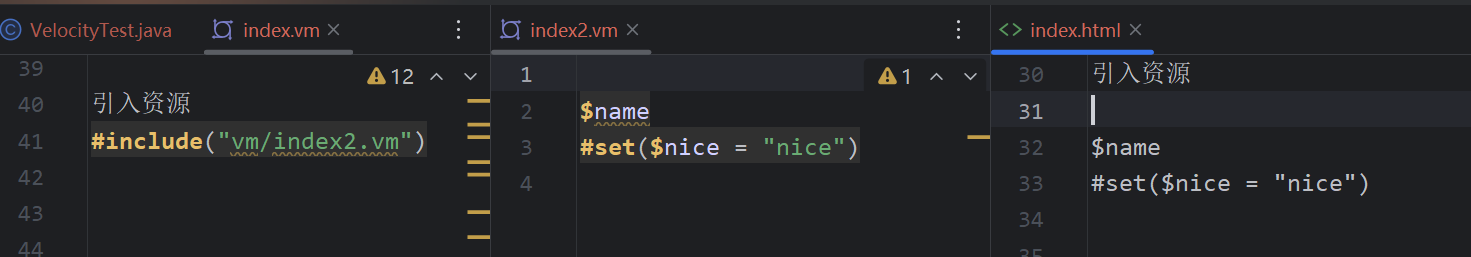 VelocityTest.java
index.vm
index2.vm
index.html
39
12
40 引入资源
41 #include("vm/index2.vm")
42
43
44
1
1
2 $name
3 #set($nice = "nice")
4
30 引入资源
31
32 $name
33 #set($nice = "nice")
34
35